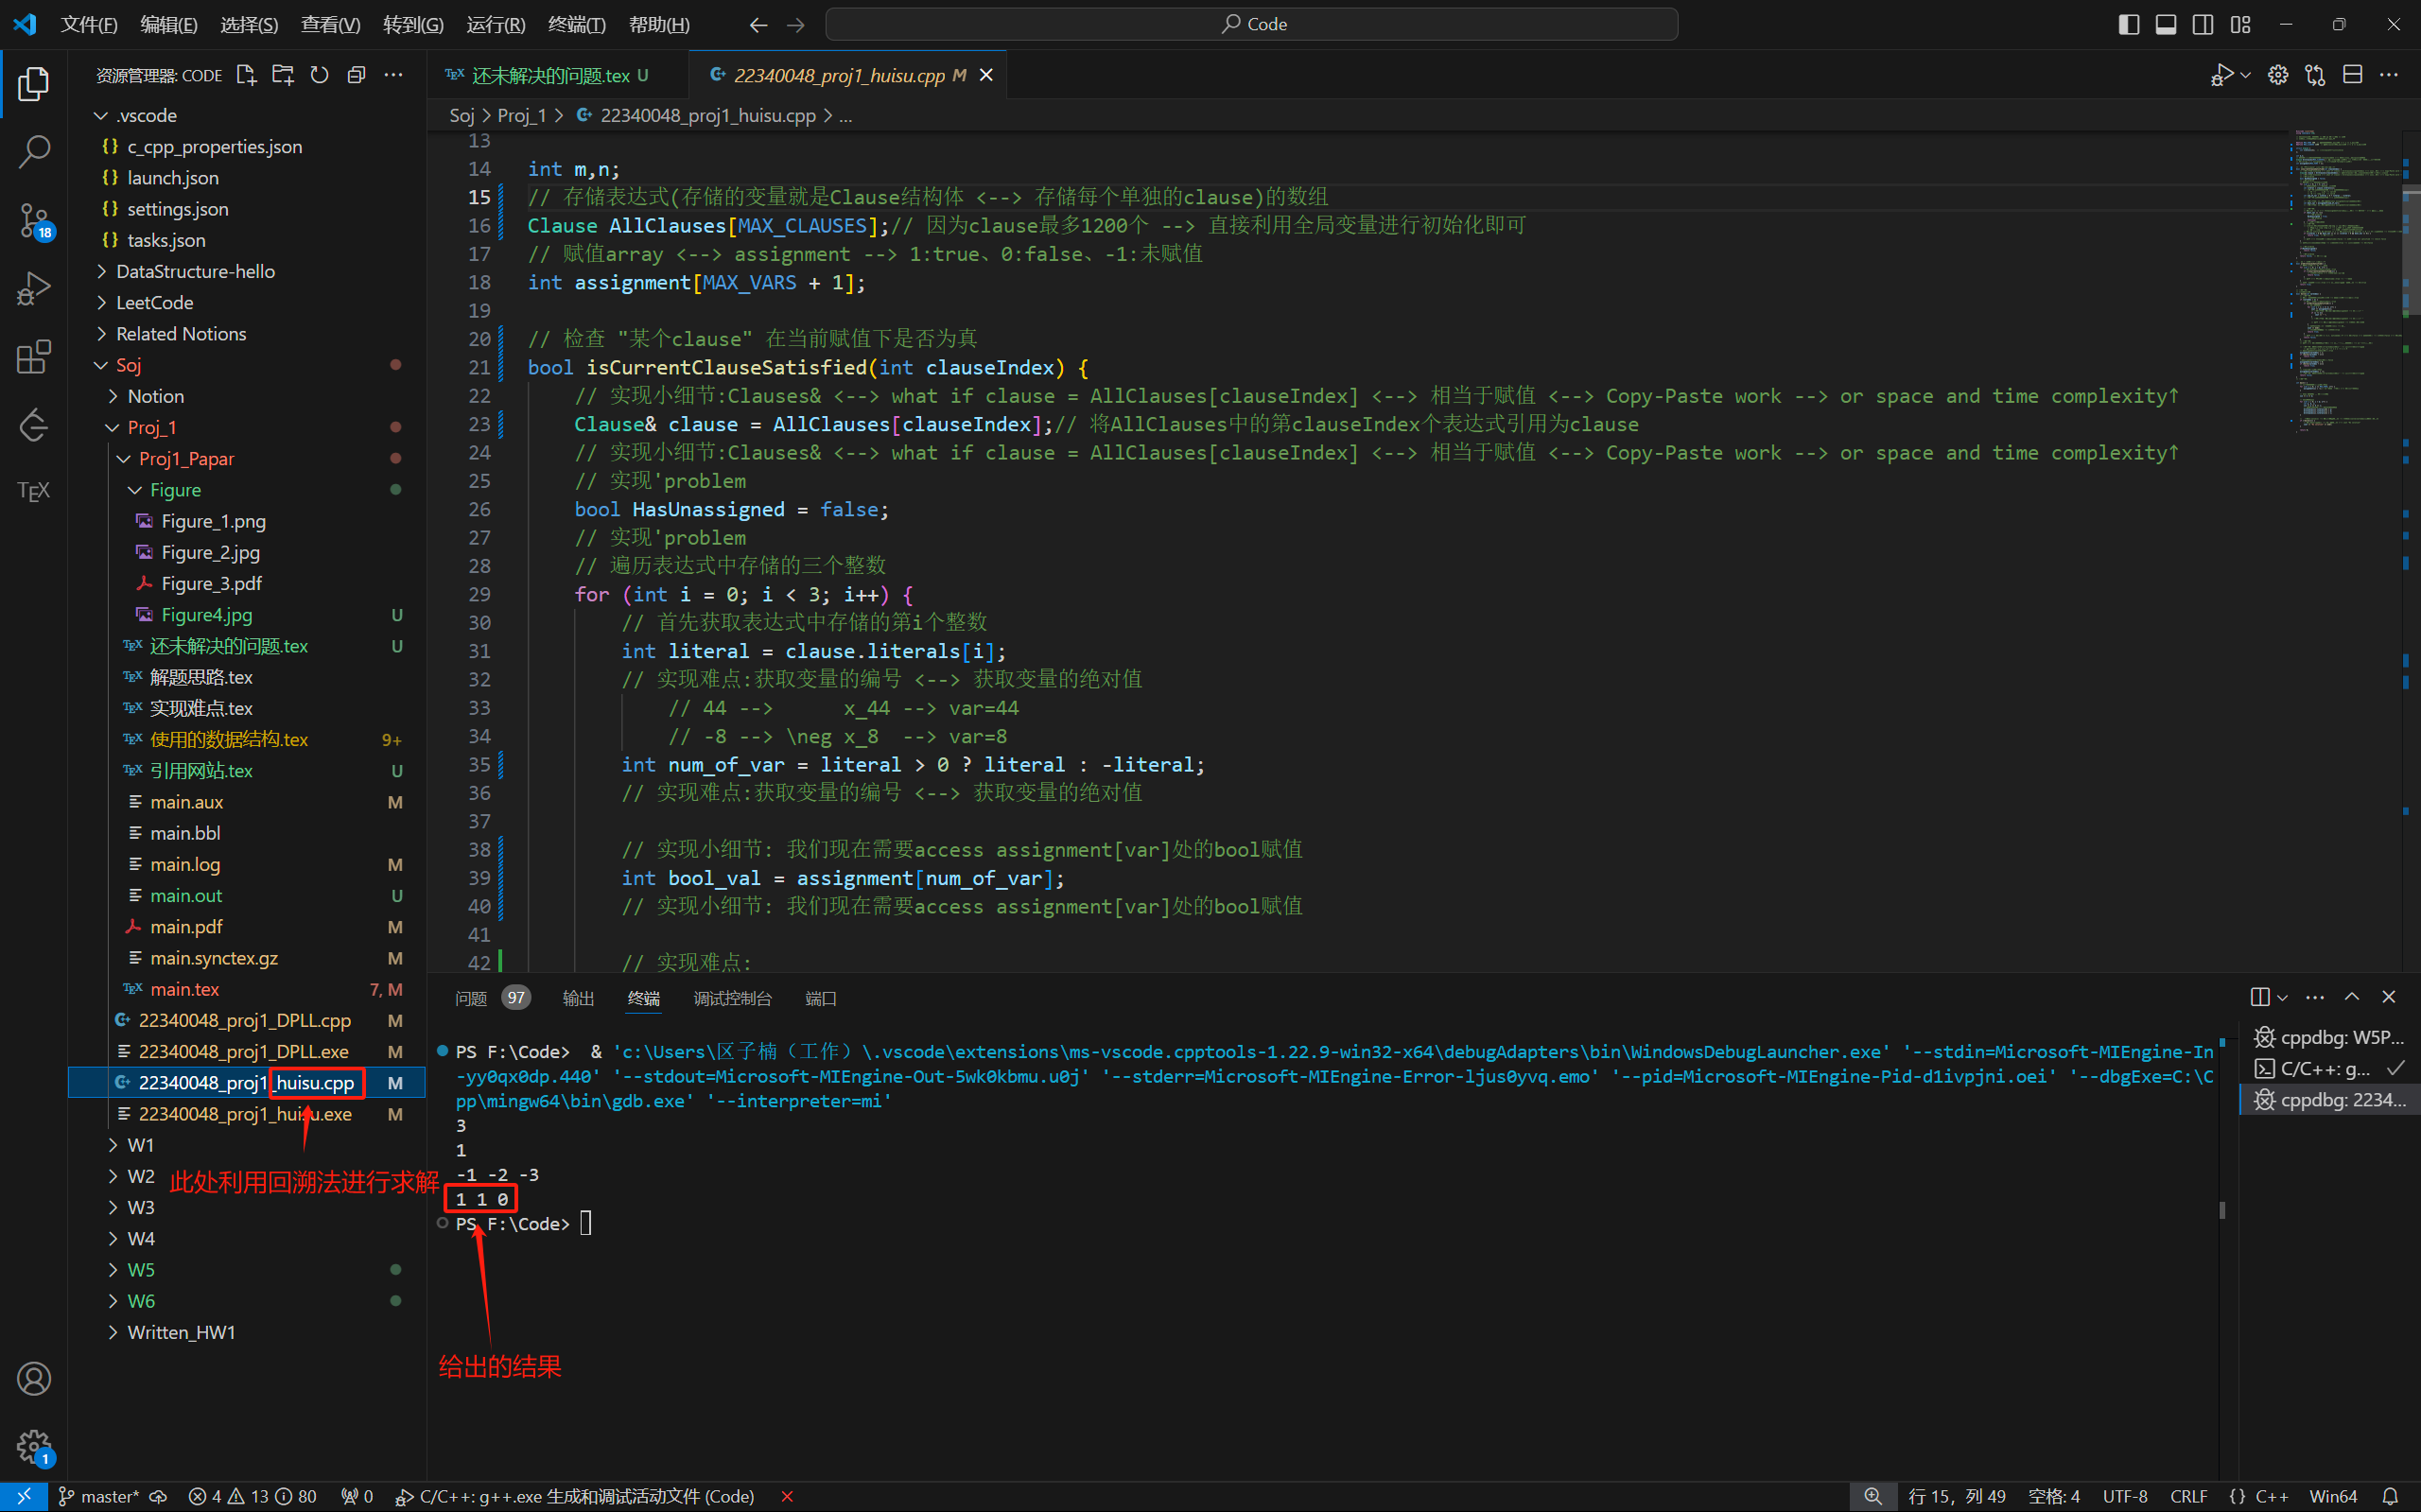 文件(F) 编辑(E) 选择(S) 查看(V) 转到(G) 运行(R) 终端(T) 帮助(H)
Code
资源管理器: CODE
.vscode
c_cpp_properties.json
launch.json
settings.json
tasks.json
DataStructure-hello
LeetCode
Related Notions
Soj
Notion
Proj_1
Proj1_Papar
Figure
Figure_1.png
Figure_2.jpg
Figure_3.pdf
Figure4.jpg U
TEX 还未解决的问题.tex U
TEX 解题思路.tex
TEX 实现难点.tex
TEX 使用的数据结构.tex 9+
TEX 引用网站.tex U
main.aux M
main.bbl
main.log M
main.out U
main.pdf M
main.synctex.gz M
TEX main.tex 7, M
22340048_proj1_DPLL.cpp M
22340048_proj1_DPLL.exe M
22340048_proj1_huisu.cpp M
22340048_proj1_huisu.exe M
W1
W2
此处利用回溯法进行求解
W3
W4
W5
W6
Written_HW1
18
TEX
1
TEX 还未解决的问题.tex U
22340048_proj1_huisu.cpp M
Soj > Proj_1 > 22340048_proj1_huisu.cpp > ...
13
14 int m,n;
15 // 存储表达式(存储的变量就是Clause结构体 <--> 存储每个单独的clause)的数组
16 Clause AllClauses[MAX_CLAUSES];// 因为clause最多1200个 --> 直接利用全局变量进行初始化即可
17 // 赋值array <--> assignment --> 1:true、0:false、-1:未赋值
18 int assignment[MAX_VARS + 1];
19
20 // 检查 "某个clause" 在当前赋值下是否为真
21 bool isCurrentClauseSatisfied(int clauseIndex) {
22 // 实现小细节:Clauses& <--> what if clause = AllClauses[clauseIndex] <--> 相当于赋值 <--> Copy-Paste work --> or space and time complexity↑
23 Clause& clause = AllClauses[clauseIndex];// 将AllClauses中的第clauseIndex个表达式引用为clause
24 // 实现小细节:Clauses& <--> what if clause = AllClauses[clauseIndex] <--> 相当于赋值 <--> Copy-Paste work --> or space and time complexity↑
25 // 实现'problem
26 bool HasUnassigned = false;
27 // 实现'problem
28 // 遍历表达式中存储的三个整数
29 for (int i = 0; i < 3; i++) {
30 // 首先获取表达式中存储的第i个整数
31 int literal = clause.literals[i];
32 // 实现难点:获取变量的编号 <--> 获取变量的绝对值
33 // 44 --> x_44 --> var=44
34 // -8 --> \neg x_8 --> var=8
35 int num_of_var = literal > 0 ? literal : -literal;
36 // 实现难点:获取变量的编号 <--> 获取变量的绝对值
37
38 // 实现小细节: 我们现在需要access assignment[var]处的bool赋值
39 int bool_val = assignment[num_of_var];
40 // 实现小细节: 我们现在需要access assignment[var]处的bool赋值
41
42 // 实现难点:
问题 97 输出 终端 调试控制台 端口
PS F:\Code> & 'c:\Users\区子楠（工作）\.vscode\extensions\ms-vscode.cpptools-1.22.9-win32-x64\debugAdapters\bin\WindowsDebugLauncher.exe' '--stdin=Microsoft-MIEngine-In
-yy0qx0dp.440' '--stdout=Microsoft-MIEngine-Out-5wk0kbmu.u0j' '--stderr=Microsoft-MIEngine-Error-ljus0yvq.emo' '--pid=Microsoft-MIEngine-Pid-d1ivpjni.oei' '--dbgExe=C:\C
pp\mingw64\bin\gdb.exe' '--interpreter=mi'
3
1
-1 -2 -3
1 1 0
PS F:\Code>
给出的结果
cppdbg: W5P...
C/C++: g...
cppdbg: 2234...
master* 4 13 80 0 C/C++: g++.exe 生成和调试活动文件 (Code) 行 15，列 49 空格: 4 UTF-8 CRLF {} C++ Win64